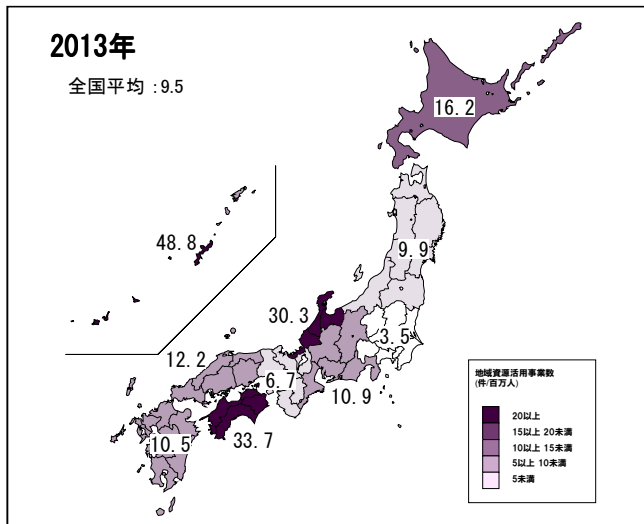 2013年
全国平均 :9.5
16.2
48.8
9.9
30.3
3.5
12.2
6.7
10.9
10.5
33.7
地域資源活用事業数
(件/百万人)
20以上
15以上 20未満
10以上 15未満
5以上 10未満
5未満